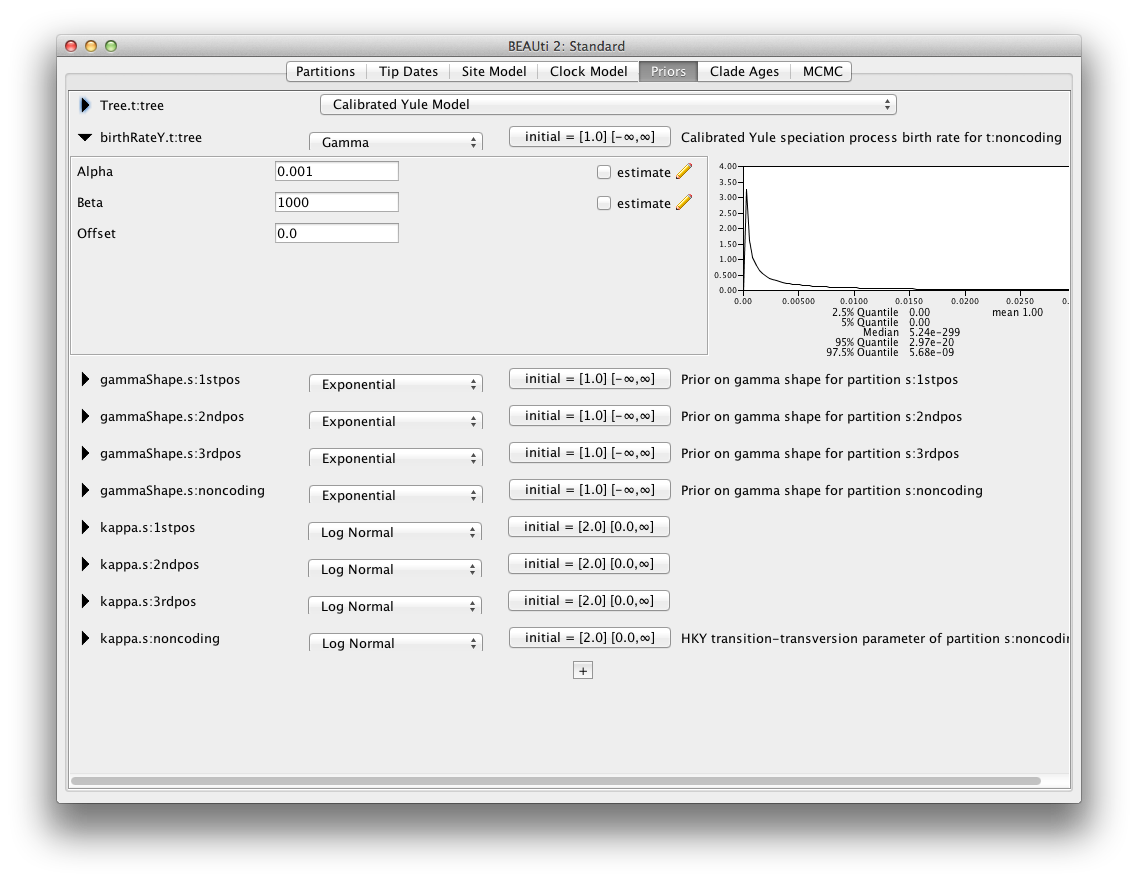 BEAUti 2: Standard
Partitions Tip Dates Site Model Clock Model Priors Clade Ages MCMC
Tree.t:tree Calibrated Yule Model
birthRateY.t:tree Gamma initial = [1.0] [-∞,∞] Calibrated Yule speciation process birth rate for t:noncoding
Alpha 0.001 estimate
Beta 1000 estimate
Offset 0.0
4.00
3.50
3.00
2.50
2.00
1.50
1.00
0.500
0.00
0.00 0.00500 0.0100 0.0150 0.0200 0.0250 0.
2.5% Quantile 0.00 mean 1.00
5% Quantile 0.00
Median 5.24e-299
95% Quantile 2.97e-20
97.5% Quantile 5.68e-09
gammaShape.s:1stpos Exponential initial = [1.0] [-∞,∞] Prior on gamma shape for partition s:1stpos
gammaShape.s:2ndpos Exponential initial = [1.0] [-∞,∞] Prior on gamma shape for partition s:2ndpos
gammaShape.s:3rdpos Exponential initial = [1.0] [-∞,∞] Prior on gamma shape for partition s:3rdpos
gammaShape.s:noncoding Exponential initial = [1.0] [-∞,∞] Prior on gamma shape for partition s:noncoding
kappa.s:1stpos Log Normal initial = [2.0] [0.0,∞]
kappa.s:2ndpos Log Normal initial = [2.0] [0.0,∞]
kappa.s:3rdpos Log Normal initial = [2.0] [0.0,∞]
kappa.s:noncoding Log Normal initial = [2.0] [0.0,∞] HKY transition-transversion parameter of partition s:noncodin
+